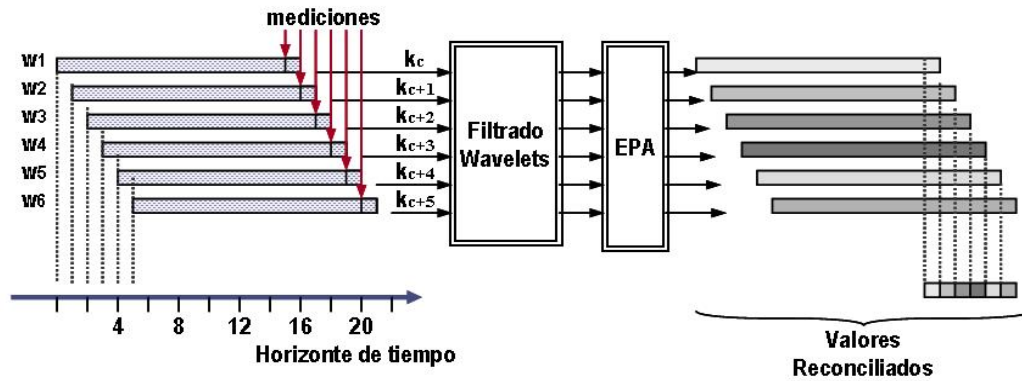 mediciones
W1
W2
W3
W4
W5
W6
kc
kc+1
kc+2
kc+3
kc+4
kc+5
Filtrado
Wavelets
EPA
4 8 12 16 20
Horizonte de tiempo
Valores
Reconciliados